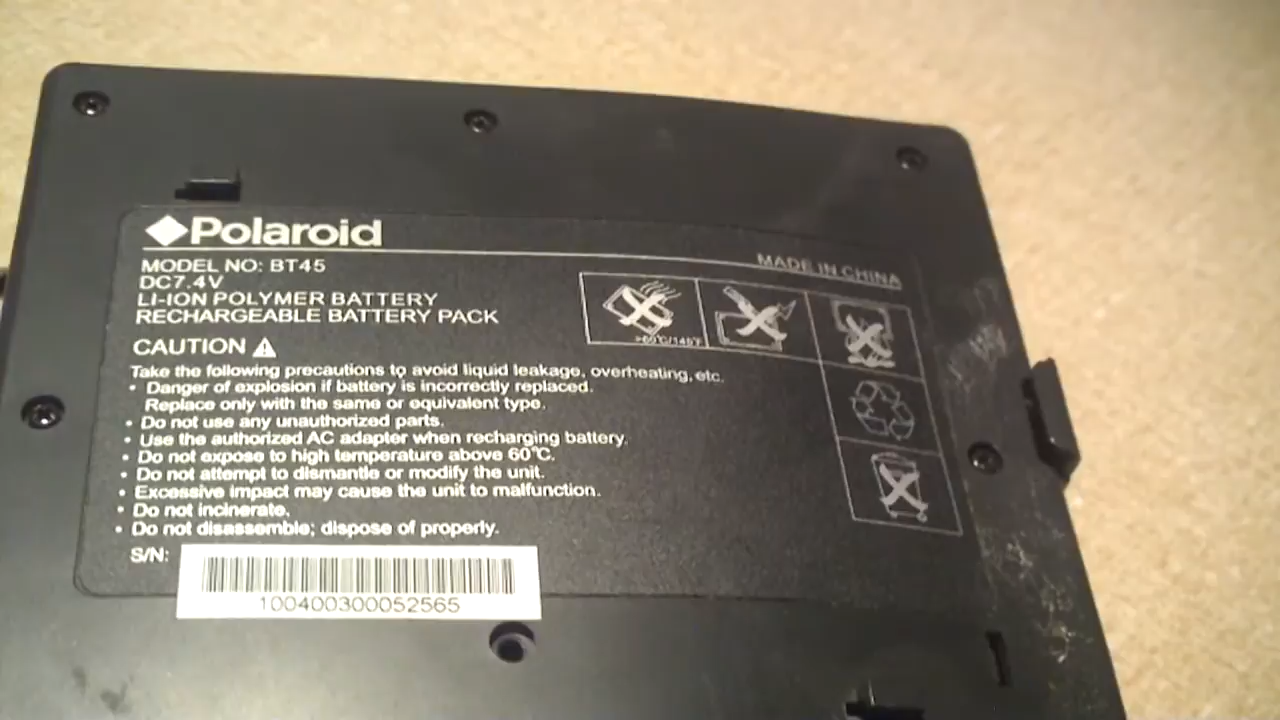 Polaroid
MODEL NO: BT45
MADE IN CHINA
DC7.4V
LI-ION POLYMER BATTERY
RECHARGEABLE BATTERY PACK
>60°C/145°F
CAUTION
Take the following precautions to avoid liquid leakage, overheating, etc.
• Danger of explosion if battery is incorrectly replaced.
Replace only with the same or equivalent type.
• Do not use any unauthorized parts.
• Use the authorized AC adapter when recharging battery.
• Do not expose to high temperature above 60℃.
• Do not attempt to dismantle or modify the unit.
• Excessive impact may cause the unit to malfunction.
• Do not incinerate.
• Do not disassemble; dispose of properly.
S/N:
100400300052565